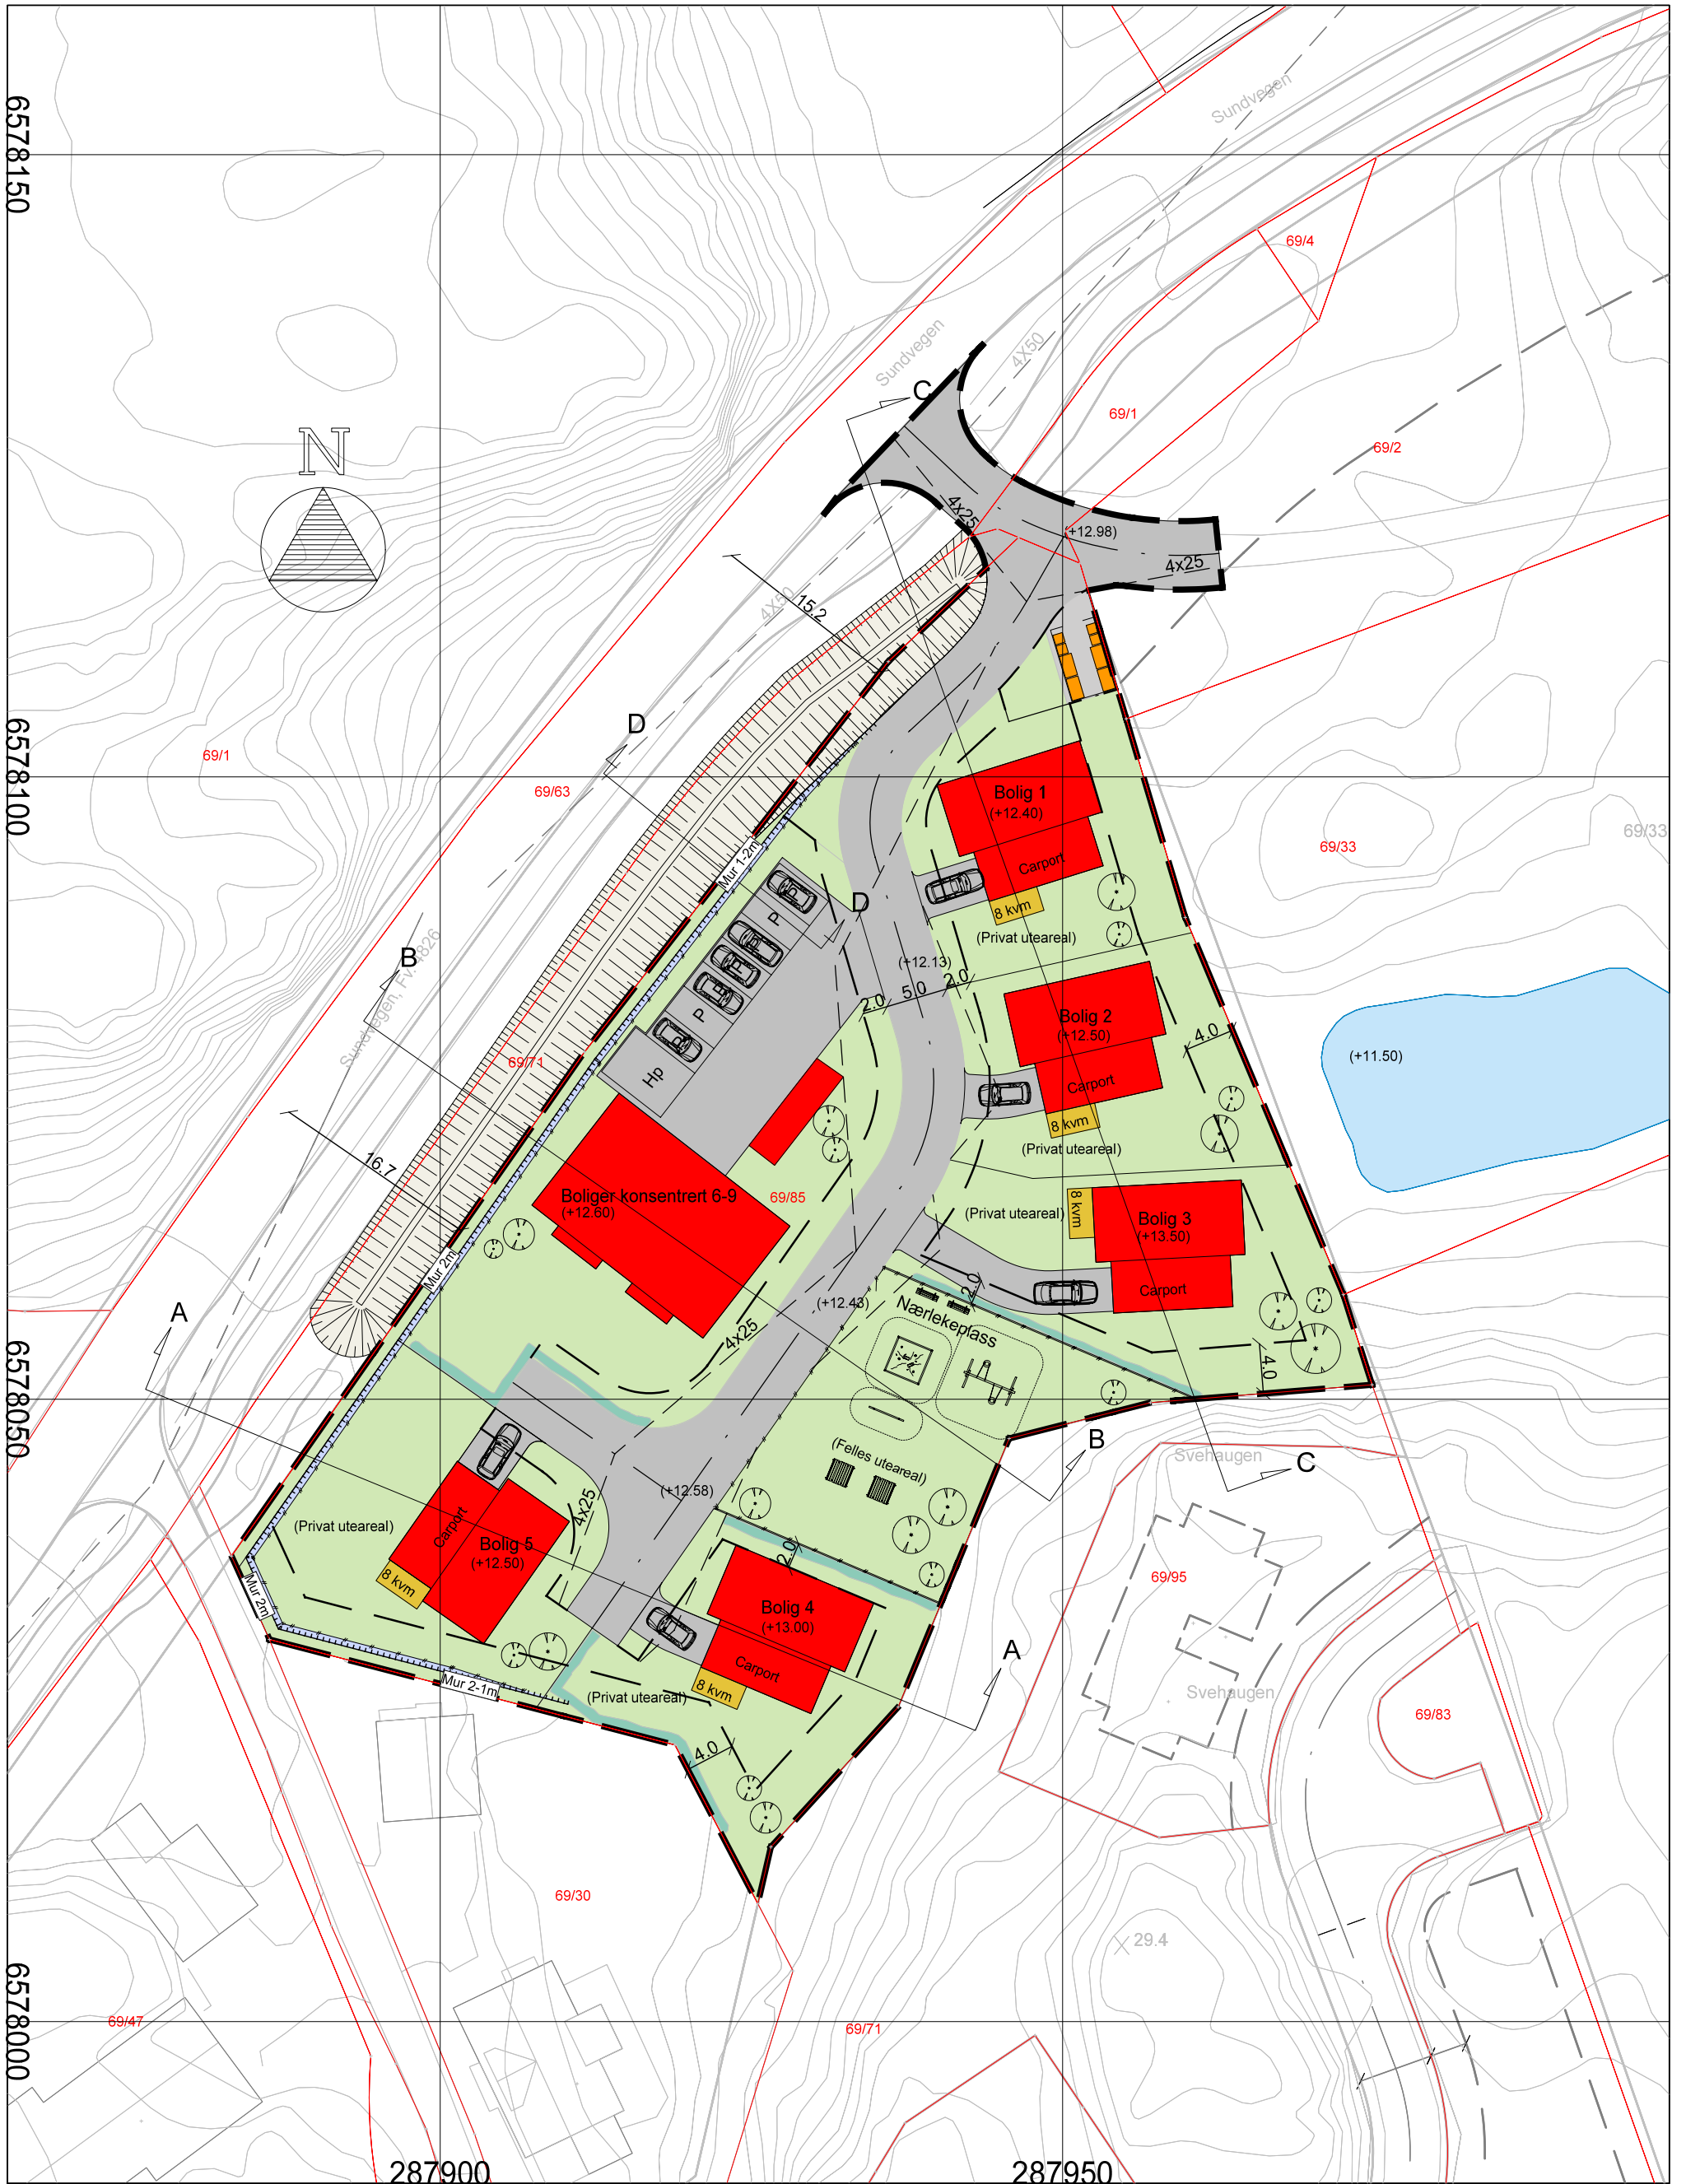 6578150
Sundvegen
69/4
Sundvegen
4X50
C
69/1
69/2
N
4x25
(+12.98)
4x25
4X50
15.2
D
69/1
69/63
6578100
Bolig 1
(+12.40)
Carport
8 kvm
(Privat uteareal)
69/33
69/33
Mur 1-2m
P
P
P
P
P
P
Hp
D
B
Sundvegen, Fv. 4826
(+12.13)
2.0
5.0
2.0
Bolig 2
(+12.50)
Carport
8 kvm
(Privat uteareal)
4.0
(+11.50)
69/71
16.7
Boliger konsentrert 6-9
(+12.60)
69/85
(Privat uteareal)
8 kvm
Bolig 3
(+13.50)
Carport
Mur 2m
A
(+12.43)
2.0
Nærlekeplass
4x25
4.0
6578050
(Felles uteareal)
B
Svehaugen
C
(+12.58)
4x25
(Privat uteareal)
Carport
Bolig 5
(+12.50)
8 kvm
Mur 2m
2.0
Bolig 4
(+13.00)
Carport
8 kvm
(Privat uteareal)
Mur 2-1m
A
69/95
Svehaugen
69/83
4.0
69/30
29.4
6578000
69/47
69/71
287900
287950